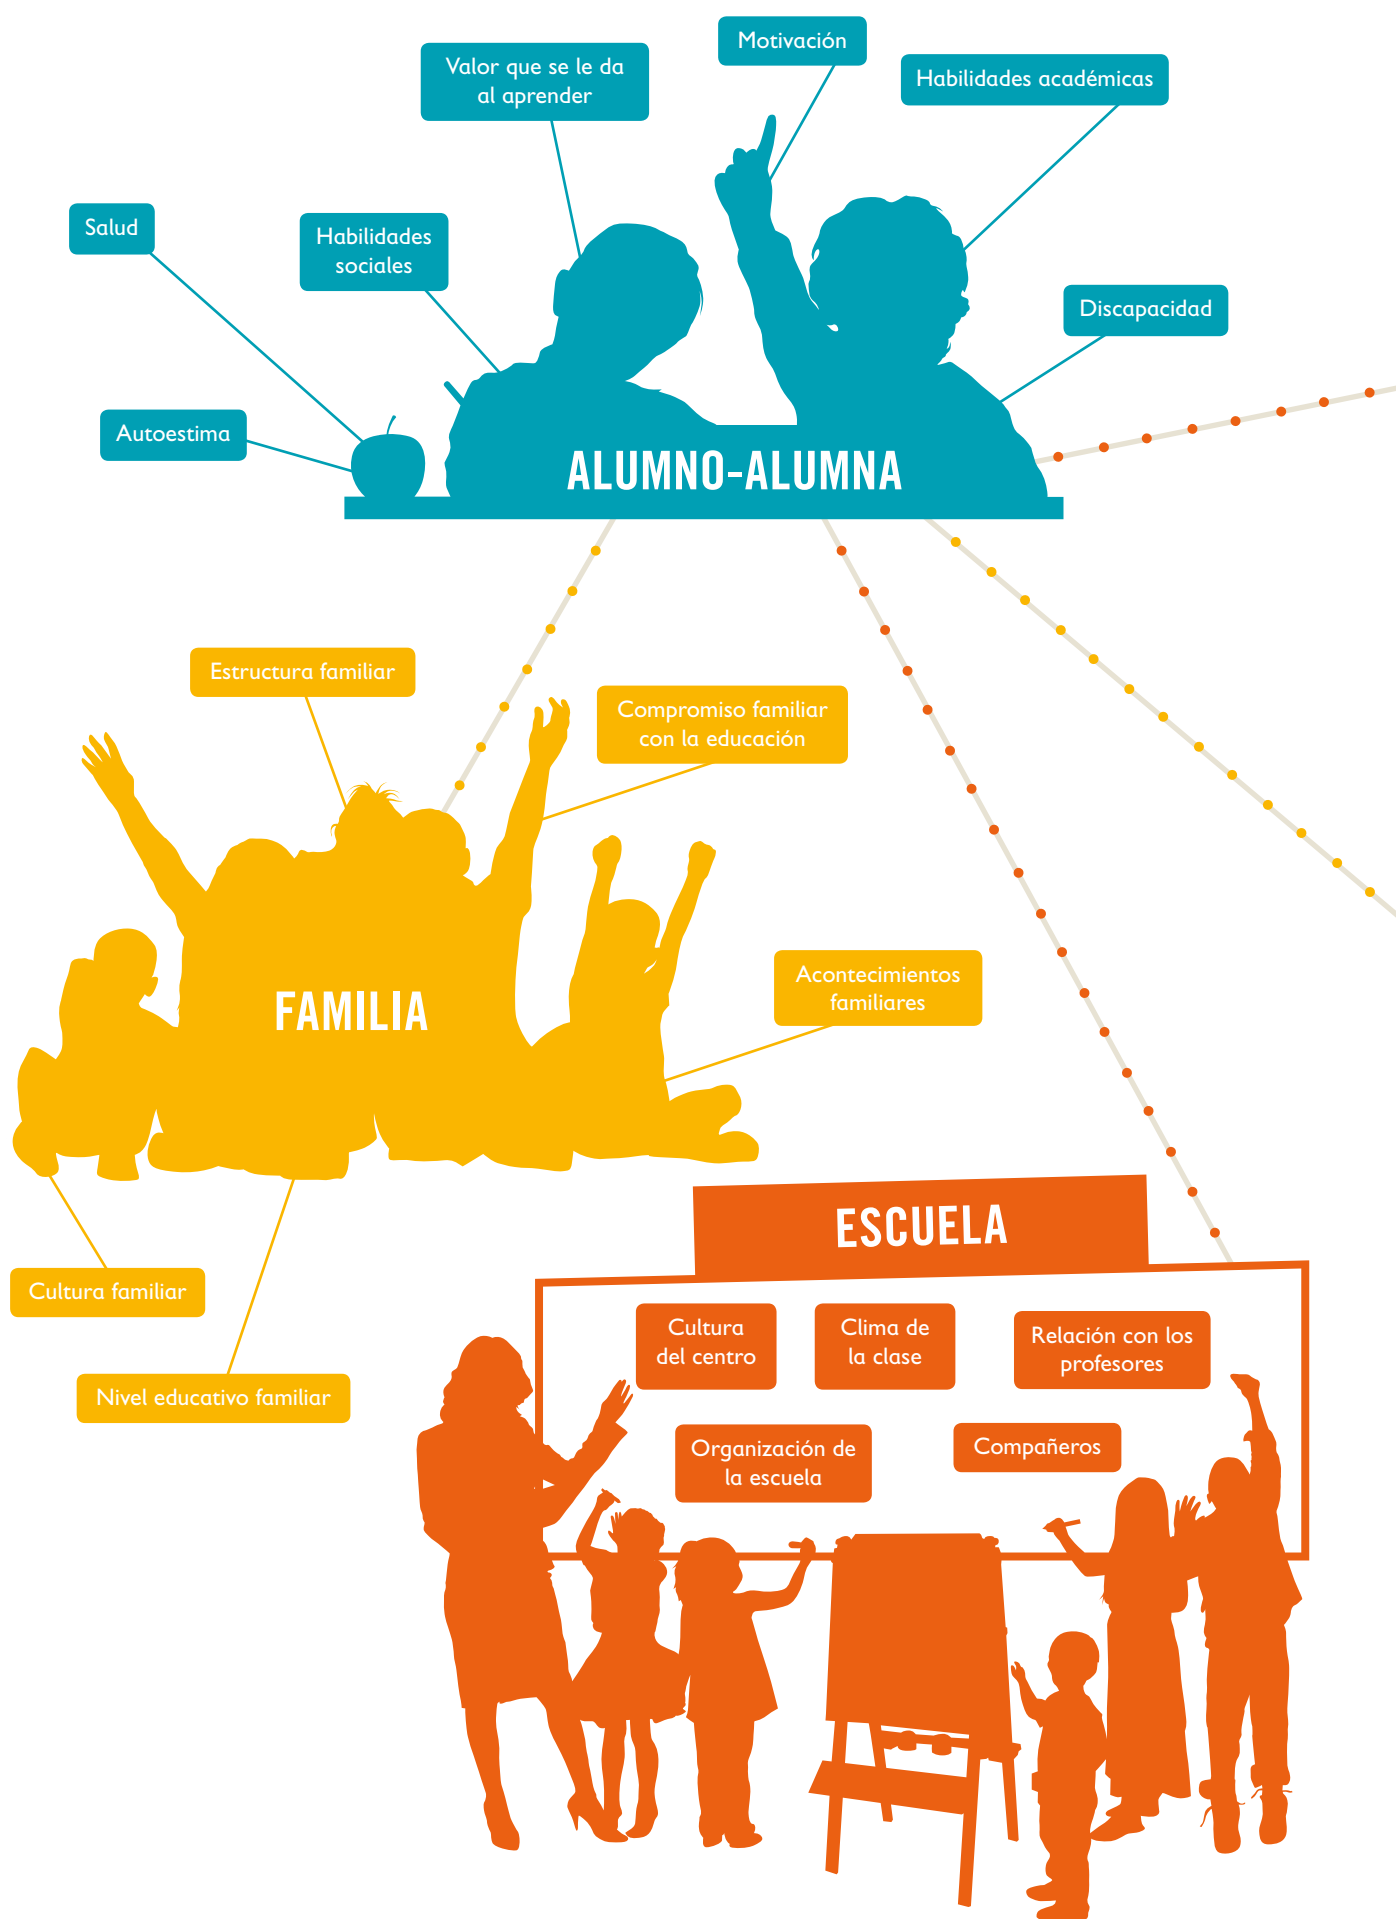 Motivación
Valor que se le da
al aprender
Habilidades académicas
Salud
Habilidades
sociales
Discapacidad
Autoestima
ALUMNO-ALUMNA
Estructura familiar
Compromiso familiar
con la educación
Acontecimientos
familiares
FAMILIA
Cultura familiar
Nivel educativo familiar
ESCUELA
Cultura
del centro
Clima de
la clase
Relación con los
profesores
Organización de
la escuela
Compañeros